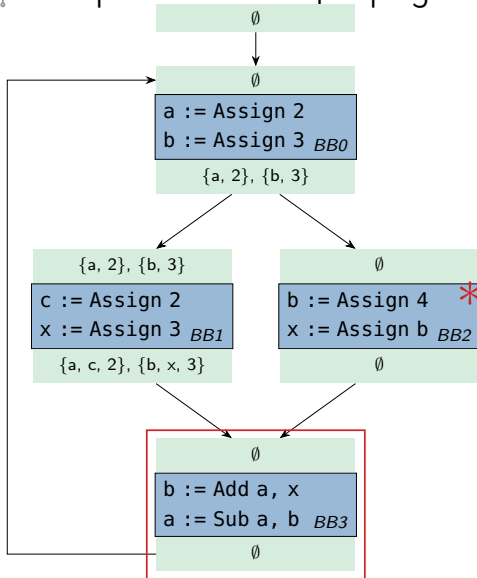 ∅
∅
a := Assign 2
b := Assign 3 BB0
{a, 2}, {b, 3}
{a, 2}, {b, 3}
c := Assign 2
x := Assign 3 BB1
{a, c, 2}, {b, x, 3}
∅
b := Assign 4 *
x := Assign b BB2
∅
∅
b := Add a, x
a := Sub a, b BB3
∅